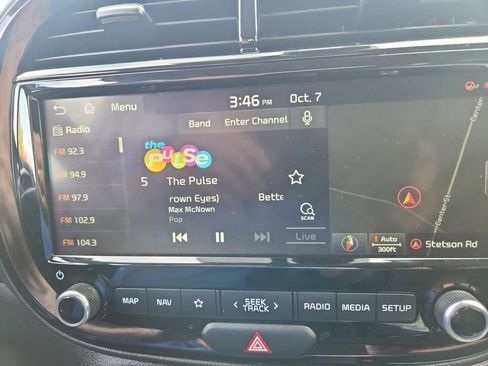 3:46 PM Oct. 7
Menu
Radio Band Enter Channel
FM 92.3
FM 94.9
FM 97.9
FM 102.9
FM 104.3
the PULSE
5 The Pulse
rown Eyes) Bette
Max McNown
Pop
SCAN
Live
Center St
Auto
300ft
Stetson Rd
MAP NAV SEEK TRACK RADIO MEDIA SETUP